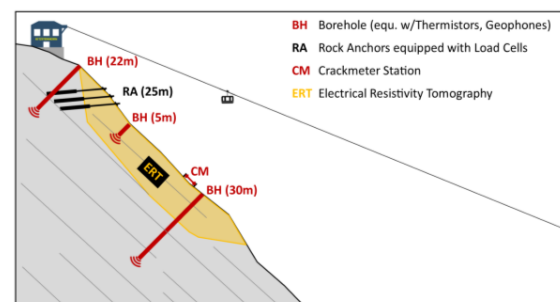 BH Borehole (equ. w/Thermistors, Geophones)
RA Rock Anchors equipped with Load Cells
CM Crackmeter Station
ERT Electrical Resistivity Tomography
BH (22m)
RA (25m)
BH (5m)
ERT
CM
BH (30m)